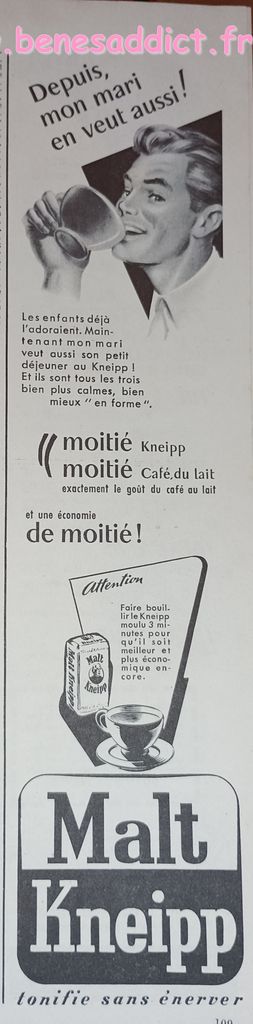 .benesaddict.fr
Depuis,
mon mari
en veut aussi!
Les enfants déjà
l'adoraient. Main-
tenant mon mari
veut aussi son petit
déjeuner au Kneipp !
Et ils sont tous les trois
bien plus calmes, bien
mieux "en forme".
moitié Kneipp
moitié Café, du lait
exactement le goût du café au lait
et une économie
de moitié!
Attention
Faire bouil-
lir le Kneipp
moulu 3 mi-
nutes pour
qu'il soit
meilleur et
plus écono-
mique en-
core.
Malt
Kneipp
Malt Kneipp
Malt
Kneipp
tonifie sans énerver